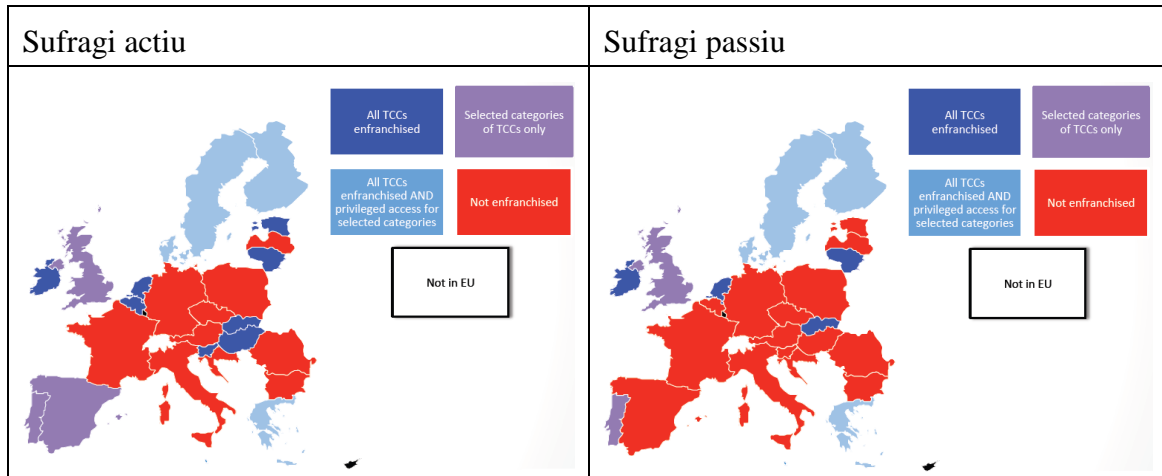 Sufragi actiu
Sufragi passiu
All TCCs
enfranchised
Selected categories
of TCCs only
All TCCs
enfranchised AND
privileged access for
selected categories
Not enfranchised
Not in EU
All TCCs
enfranchised
Selected categories
of TCCs only
All TCCs
enfranchised AND
privileged access for
selected categories
Not enfranchised
Not in EU